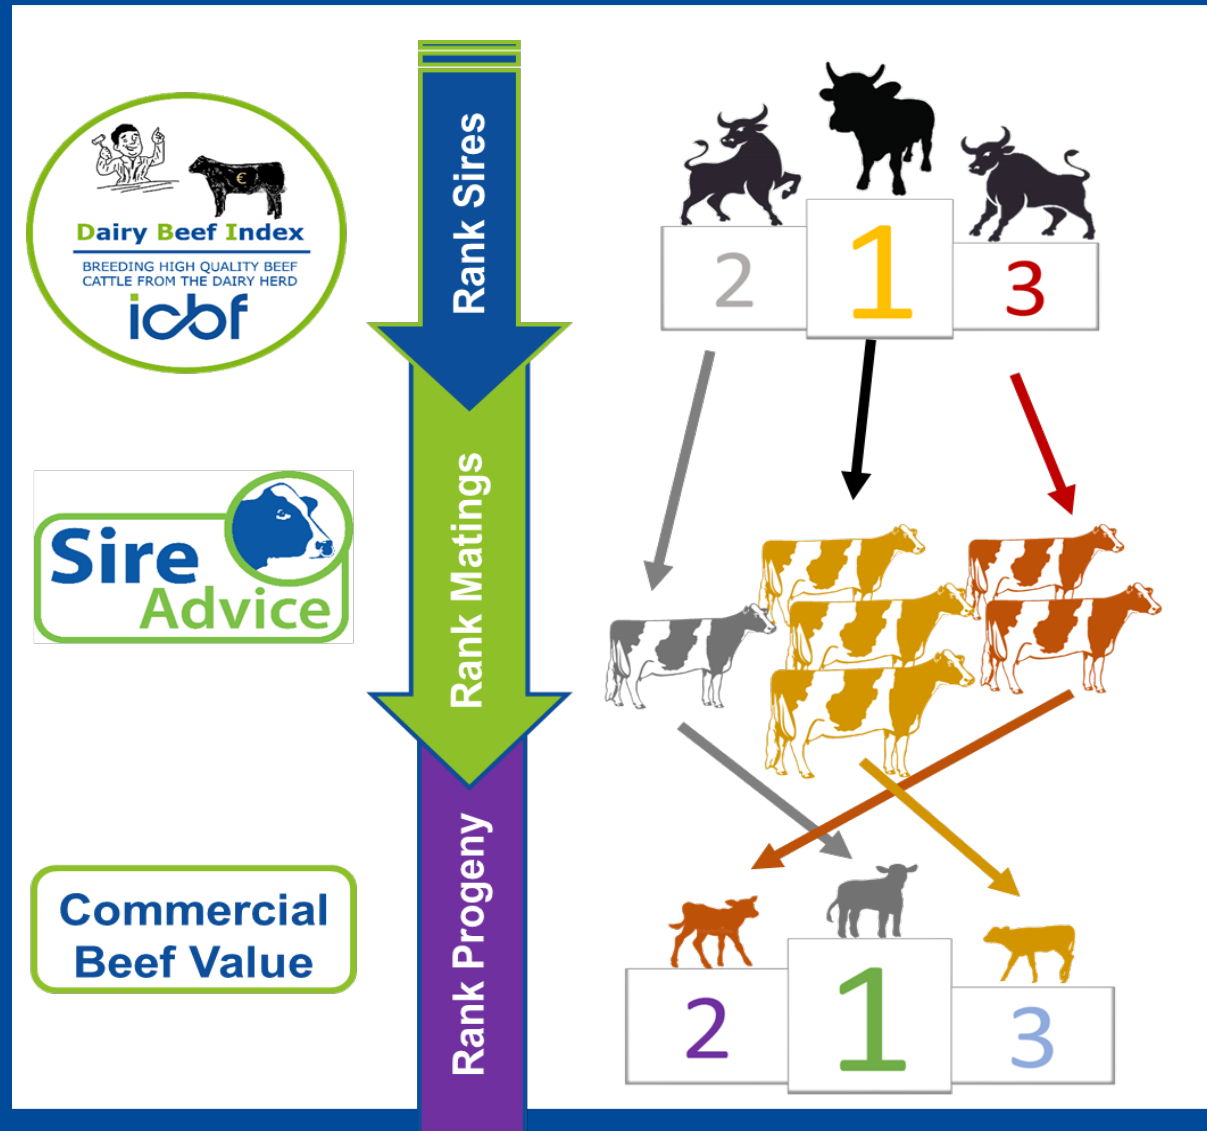 Dairy Beef Index
BREEDING HIGH QUALITY BEEF
CATTLE FROM THE DAIRY HERD
icbf
€
Rank Sires
2
1
3
Sire
Advice
Rank Matings
Commercial
Beef Value
Rank Progeny
2
1
3